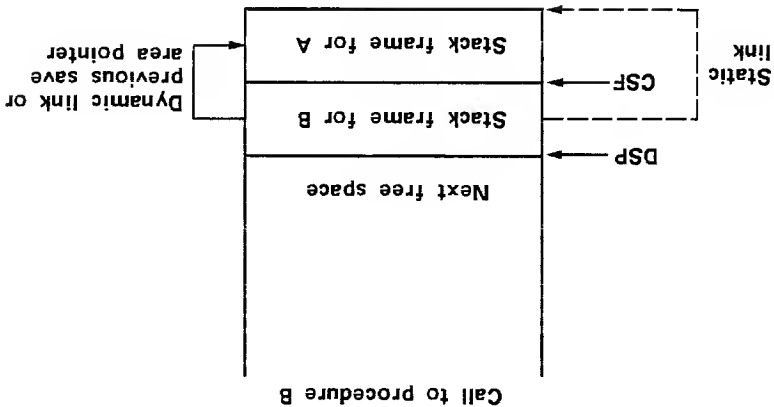 Call to procedure B
Next free space
DSP
Stack frame for B
CSF
Stack frame for A
Static
link
Dynamic link or
previous save
area pointer